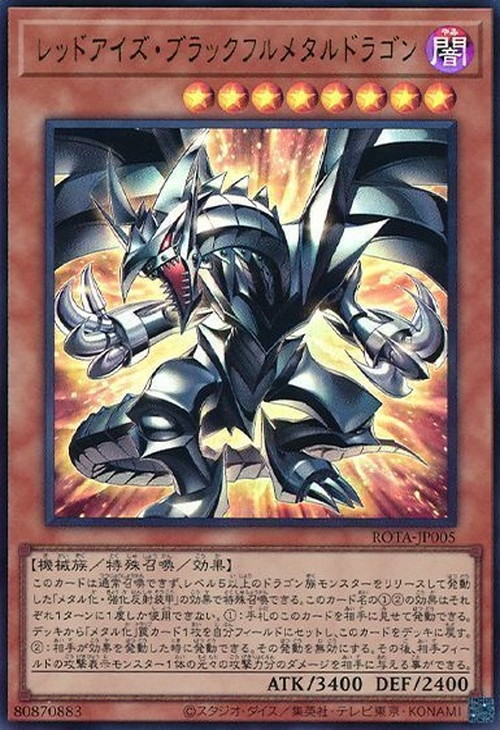 レッドアイズ・ブラックフルメタルドラゴン
闇
ROTA-JP005
【機械族／特殊召喚／効果】
このカードは通常召喚できず、レベル５以上のドラゴン族モンスターをリリースして発動
した「メタル化・強化反射装甲」の効果で特殊召喚できる。このカード名の①②の効果はそれ
ぞれ１ターンに１度しか使用できない。①：手札のこのカードを相手に見せて発動できる。
デッキから「メタル化」罠カード１枚を自分フィールドにセットし、このカードをデッキに戻す。
②：相手が効果を発動した時に発動できる。その発動を無効にする。その後、相手フィー
ルドの攻撃表示モンスター１体の元々の攻撃力分のダメージを相手に与える事ができる。
ATK/3400 DEF/2400
80870883 ©スタジオ・ダイス／集英社・テレビ東京・KONAMI